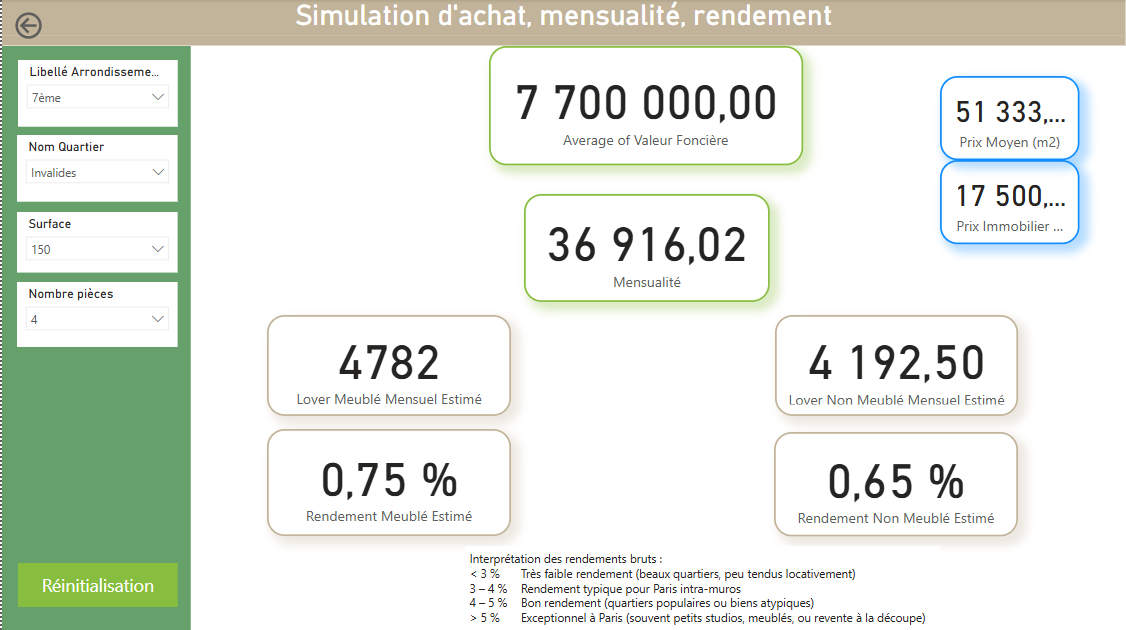 Simulation d'achat, mensualité, rendement
Libellé Arrondisseme...
7ème
Nom Quartier
Invalides
Surface
150
Nombre pièces
4
Réinitialisation
7 700 000,00
Average of Valeur Foncière
51 333,...
Prix Moyen (m2)
17 500,...
Prix Immobilier ...
36 916,02
Mensualité
4782
Loyer Meublé Mensuel Estimé
4 192,50
Loyer Non Meublé Mensuel Estimé
0,75 %
Rendement Meublé Estimé
0,65 %
Rendement Non Meublé Estimé
Interprétation des rendements bruts :
< 3 % Très faible rendement (beaux quartiers, peu tendus locativement)
3 – 4 % Rendement typique pour Paris intra-muros
4 – 5 % Bon rendement (quartiers populaires ou biens atypiques)
> 5 % Exceptionnel à Paris (souvent petits studios, meublés, ou revente à la découpe)